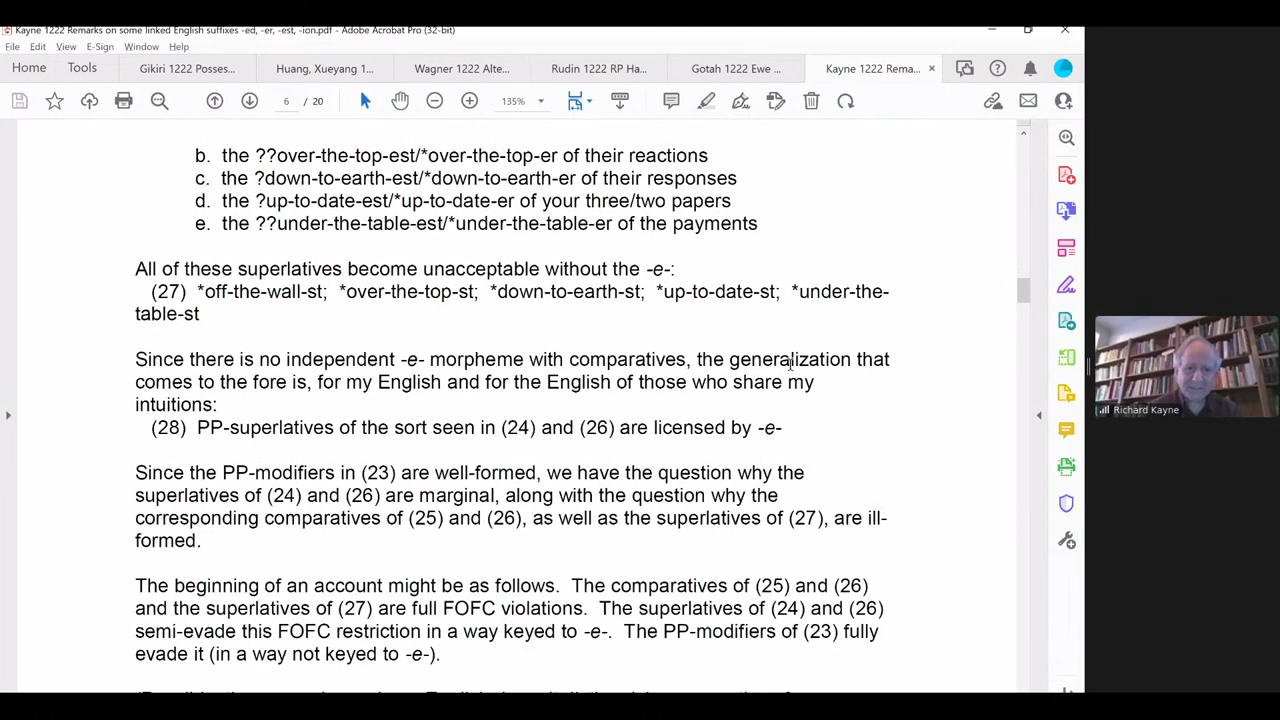 Kayne 1222 Remarks on some linked English suffixes -ed, -er, -est, -ion.pdf - Adobe Acrobat Pro (32-bit)
File Edit View E-Sign Window Help
Home Tools Gikiri 1222 Posses... Huang, Xueyang 1... Wagner 1222 Alte... Rudin 1222 RP Ha... Gotah 1222 Ewe ... Kayne 1222 Rema...
6 / 20 135%
b. the ??over-the-top-est/*over-the-top-er of their reactions
c. the ?down-to-earth-est/*down-to-earth-er of their responses
d. the ?up-to-date-est/*up-to-date-er of your three/two papers
e. the ??under-the-table-est/*under-the-table-er of the payments
All of these superlatives become unacceptable without the -e-:
(27) *off-the-wall-st; *over-the-top-st; *down-to-earth-st; *up-to-date-st; *under-the-
table-st
Since there is no independent -e- morpheme with comparatives, the generalization that
comes to the fore is, for my English and for the English of those who share my
intuitions:
(28) PP-superlatives of the sort seen in (24) and (26) are licensed by -e-
Since the PP-modifiers in (23) are well-formed, we have the question why the
superlatives of (24) and (26) are marginal, along with the question why the
corresponding comparatives of (25) and (26), as well as the superlatives of (27), are ill-
formed.
The beginning of an account might be as follows. The comparatives of (25) and (26)
and the superlatives of (27) are full FOFC violations. The superlatives of (24) and (26)
semi-evade this FOFC restriction in a way keyed to -e-. The PP-modifiers of (23) fully
evade it (in a way not keyed to -e-).
Richard Kayne